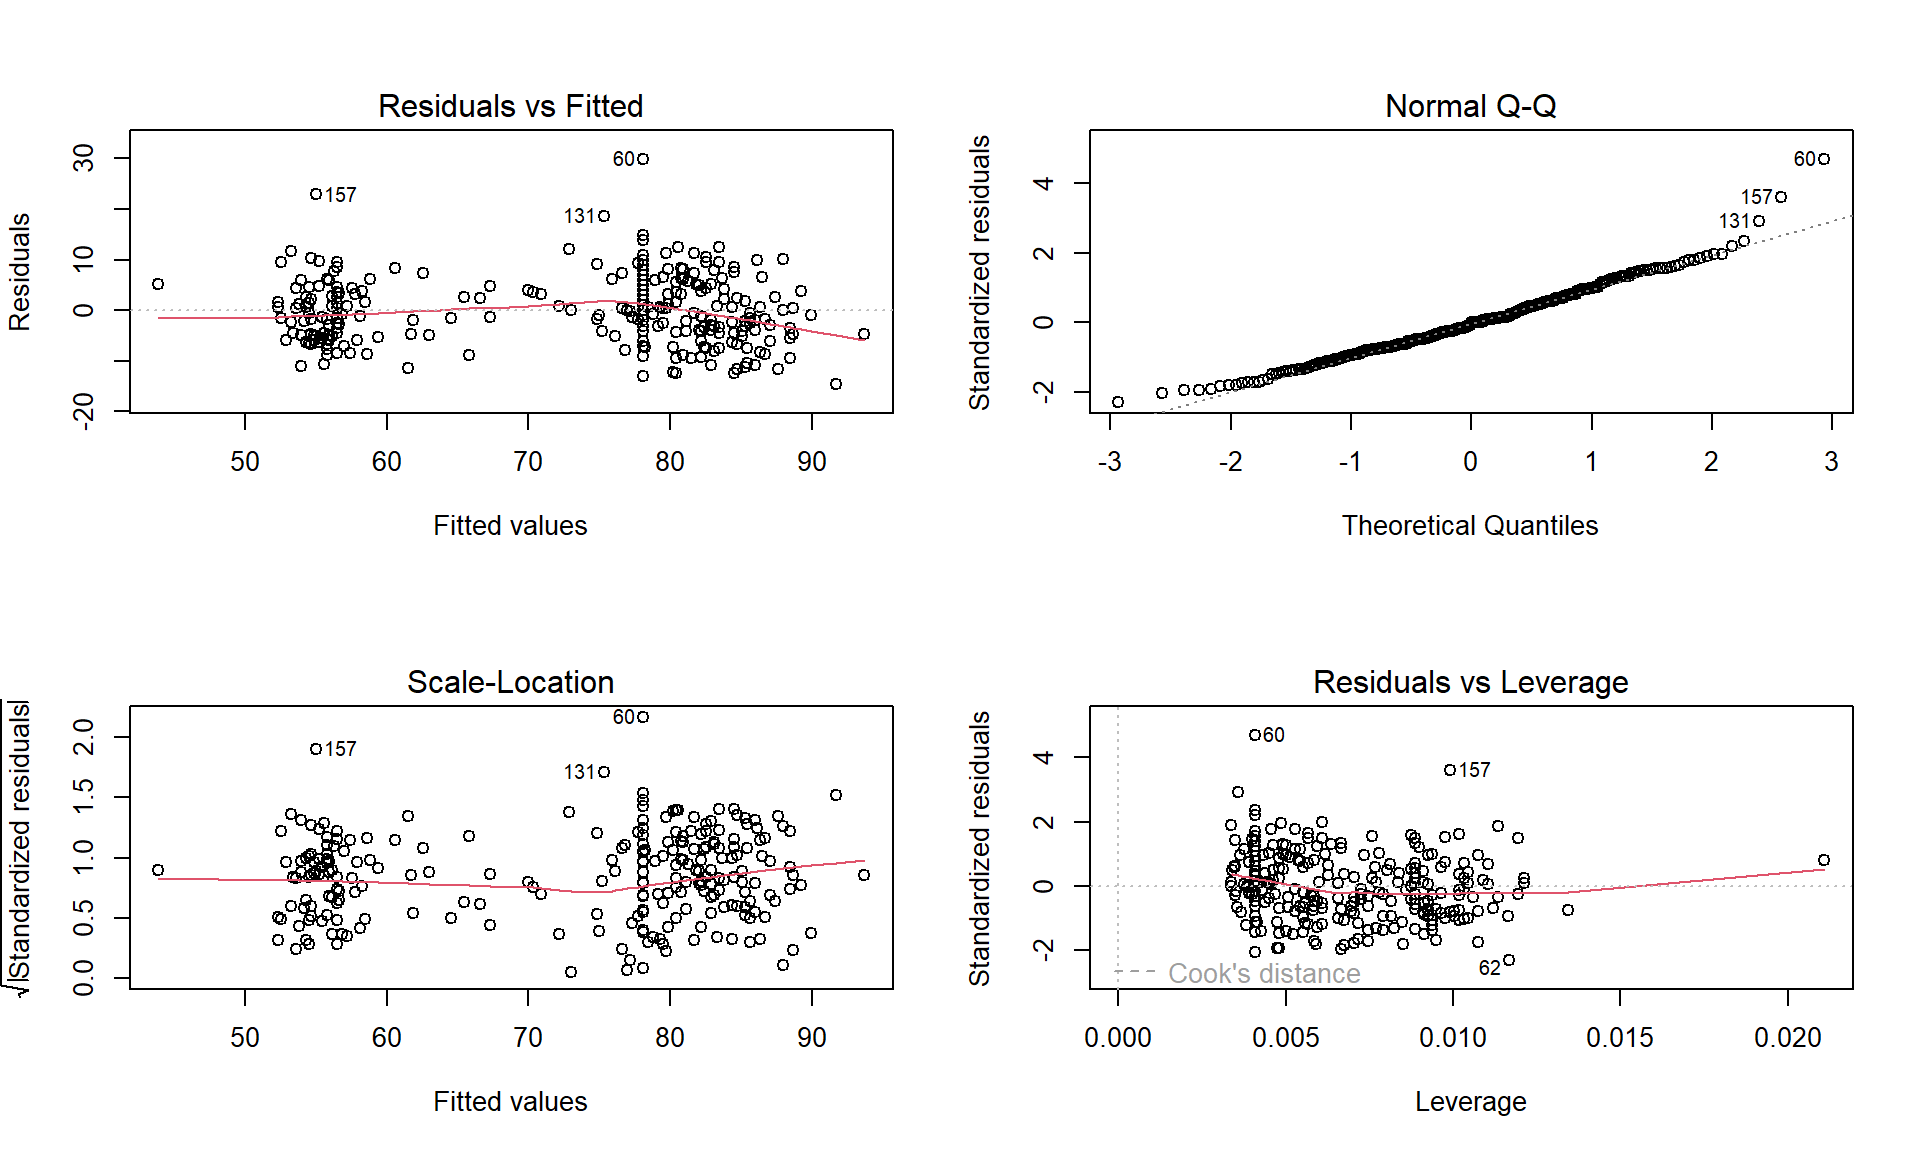 Residuals vs Fitted
Residuals
30
10
0
-20
60
157
131
50 60 70 80 90
Fitted values
Normal Q-Q
Standardized residuals
4
2
0
-2
60
157
131
-3 -2 -1 0 1 2 3
Theoretical Quantiles
Scale-Location
√|Standardized residuals|
2.0
1.5
1.0
0.5
0.0
60
157
131
50 60 70 80 90
Fitted values
Residuals vs Leverage
Standardized residuals
4
2
0
-2
60
157
62
Cook's distance
0.000 0.005 0.010 0.015 0.020
Leverage